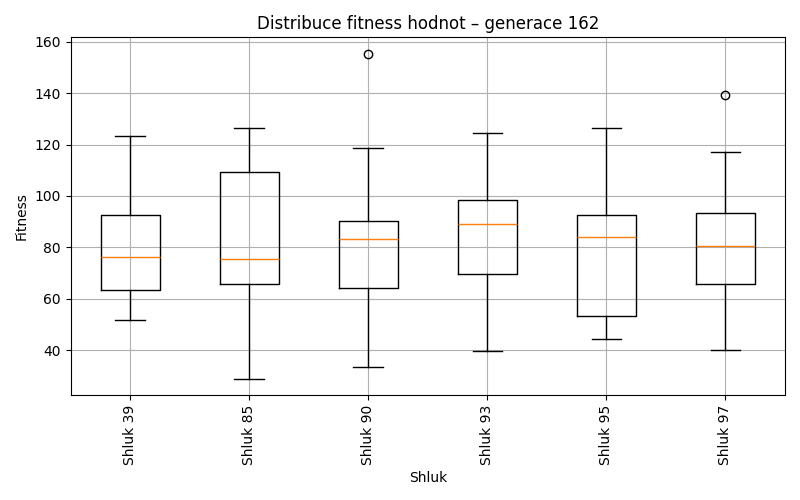 Distribuce fitness hodnot – generace 162
Fitness
160
140
120
100
80
60
40
Shluk 39
Shluk 85
Shluk 90
Shluk 93
Shluk 95
Shluk 97
Shluk